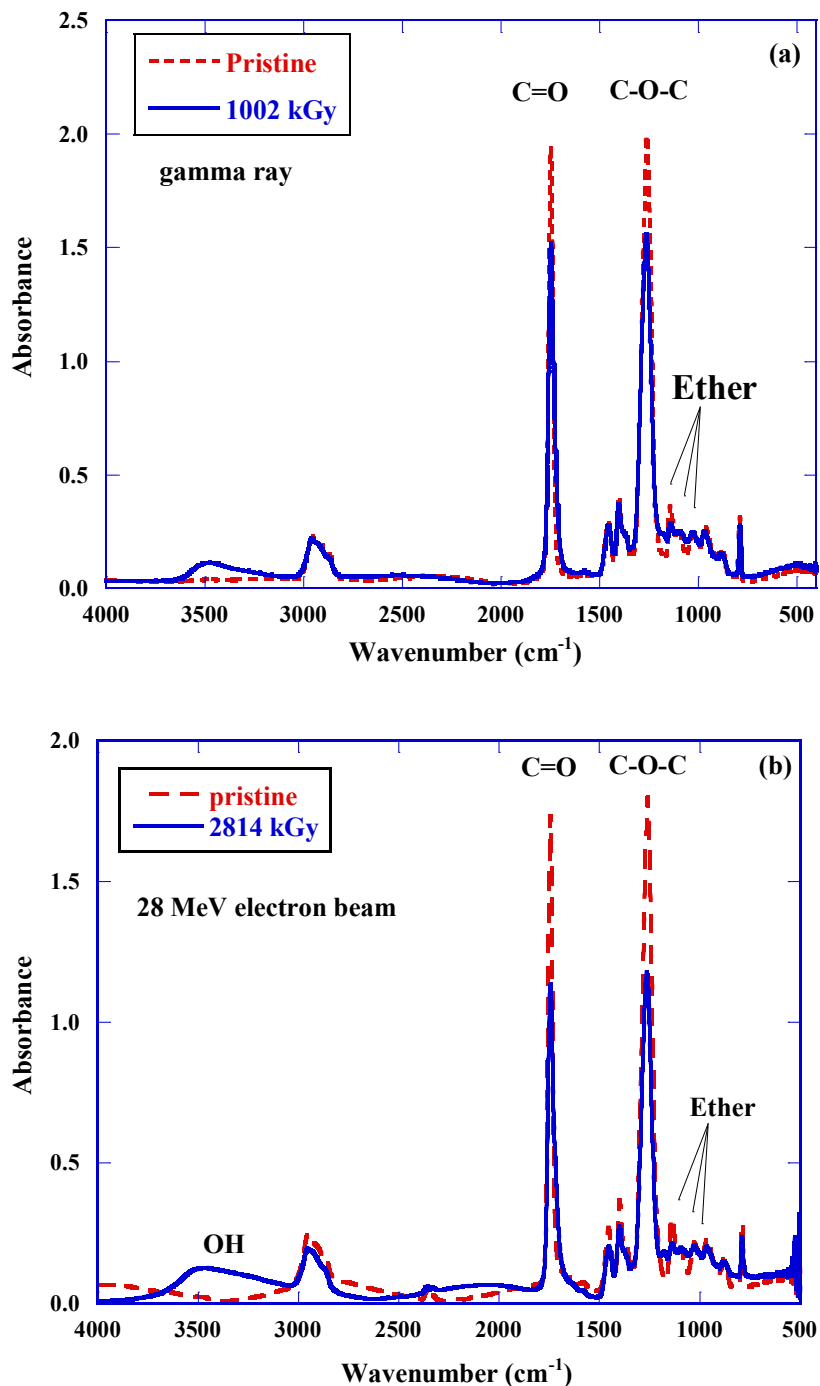 (a)
Pristine
1002 kGy
gamma ray
C=O
C-O-C
Ether
2.5
2.0
1.5
1.0
0.5
0.0
Absorbance
4000 3500 3000 2500 2000 1500 1000 500
Wavenumber (cm⁻¹)
(b)
pristine
2814 kGy
28 MeV electron beam
C=O
C-O-C
Ether
OH
2.0
1.5
1.0
0.5
0.0
Absorbance
4000 3500 3000 2500 2000 1500 1000 500
Wavenumber (cm⁻¹)